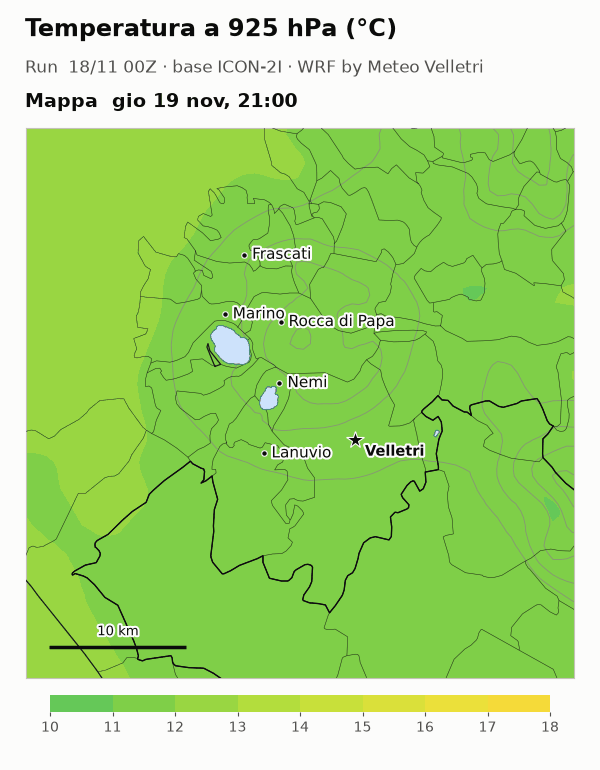 Temperatura a 925 hPa (°C)
Run  18/11 00Z · base ICON-2I · WRF by Meteo Velletri
Mappa  gio 19 nov, 21:00
Frascati
Marino
Rocca di Papa
Nemi
Velletri
Lanuvio
10 km
10 11 12 13 14 15 16 17 18